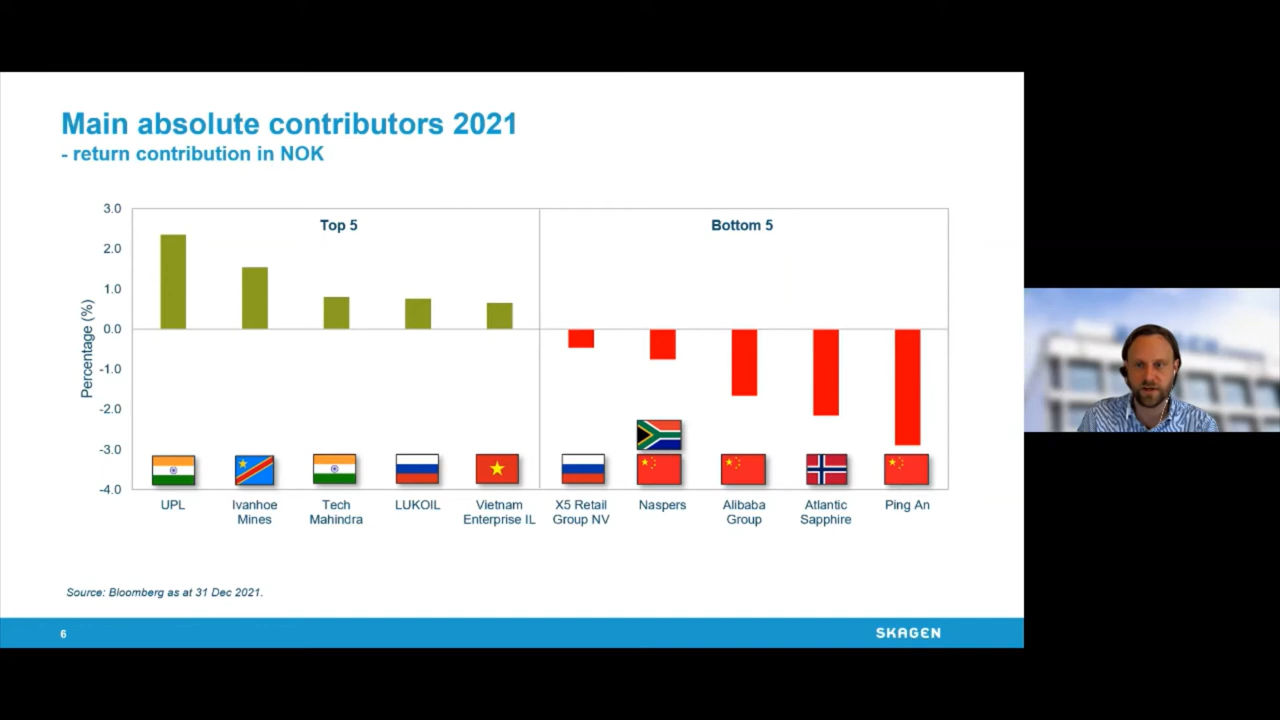 Main absolute contributors 2021
- return contribution in NOK
Percentage (%)
3.0
2.0
1.0
0.0
-1.0
-2.0
-3.0
-4.0
Top 5
Bottom 5
UPL
Ivanhoe
Mines
Tech
Mahindra
LUKOIL
Vietnam
Enterprise IL
X5 Retail
Group NV
Naspers
Alibaba
Group
Atlantic
Sapphire
Ping An
Source: Bloomberg as at 31 Dec 2021.
6
SKAGEN